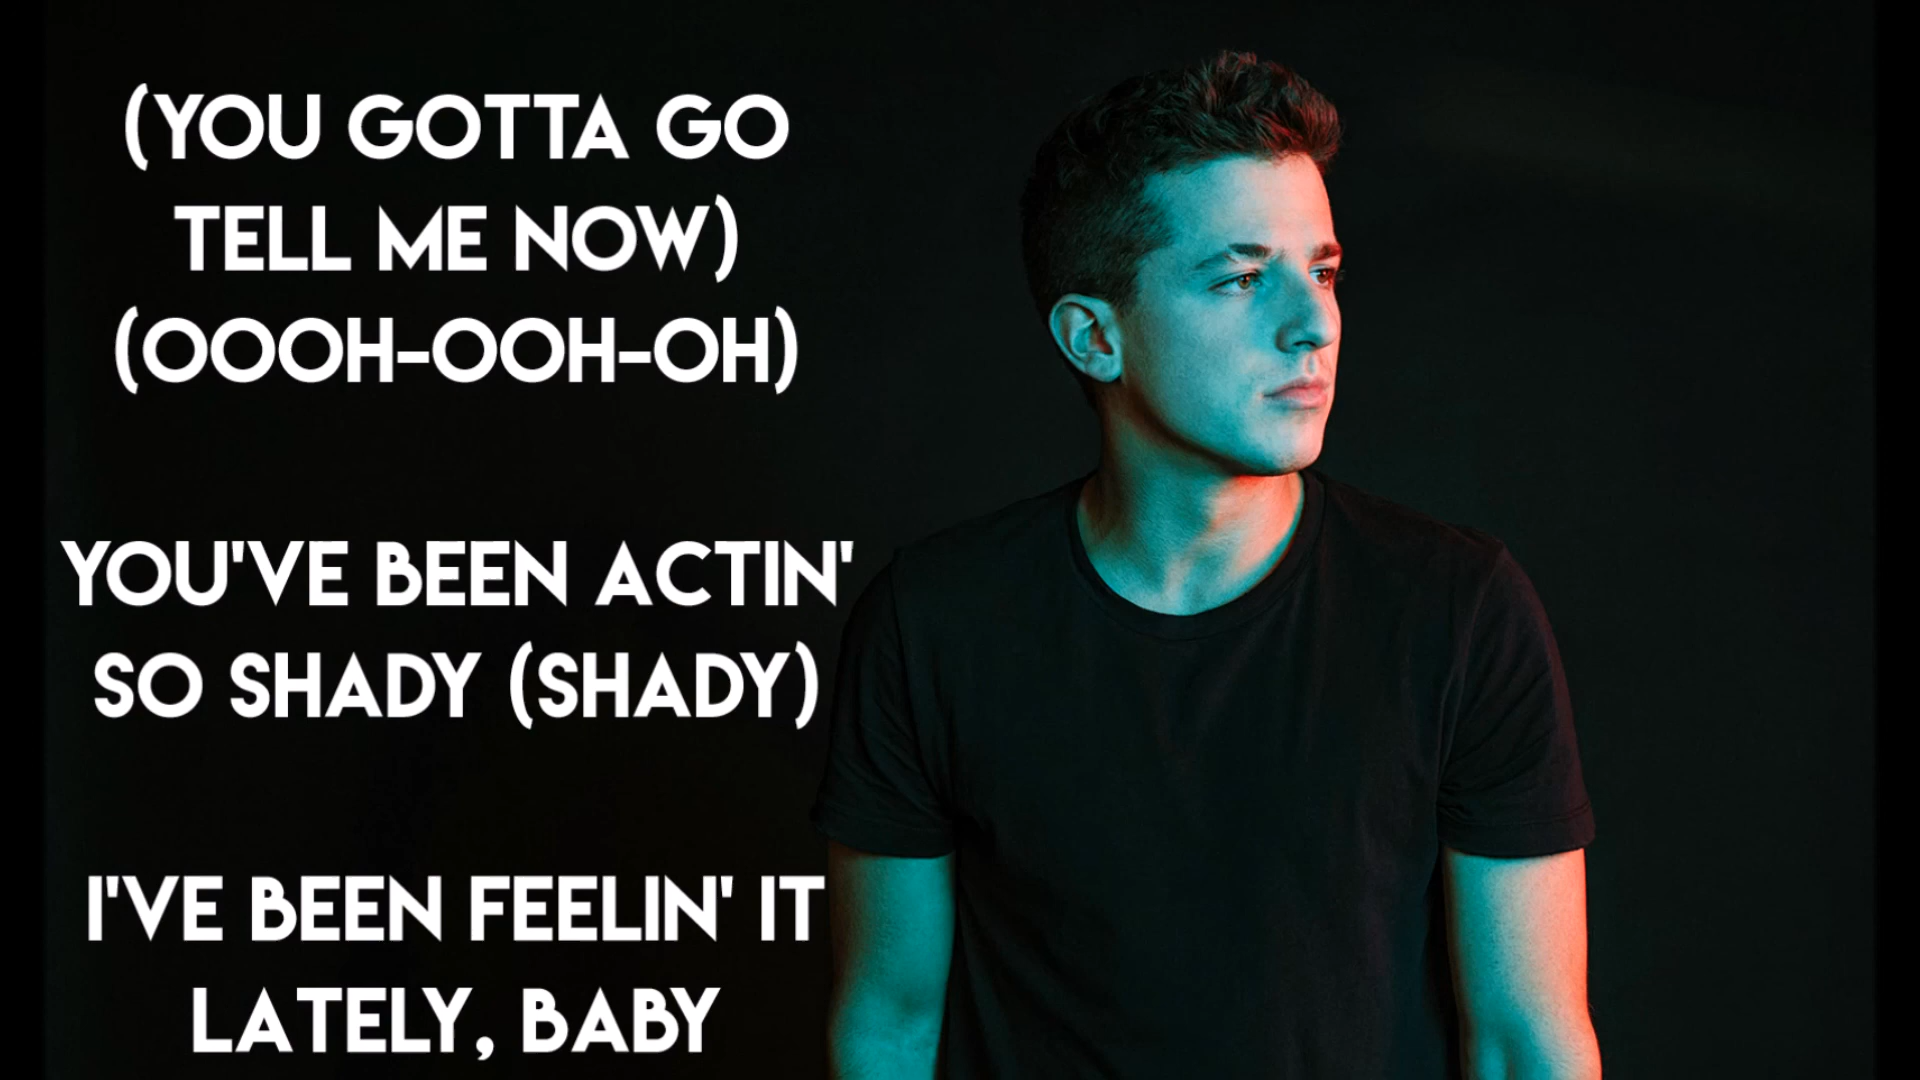 (YOU GOTTA GO
TELL ME NOW)
(OOOH-OOH-OH)
YOU'VE BEEN ACTIN'
SO SHADY (SHADY)
I'VE BEEN FEELIN' IT
LATELY, BABY